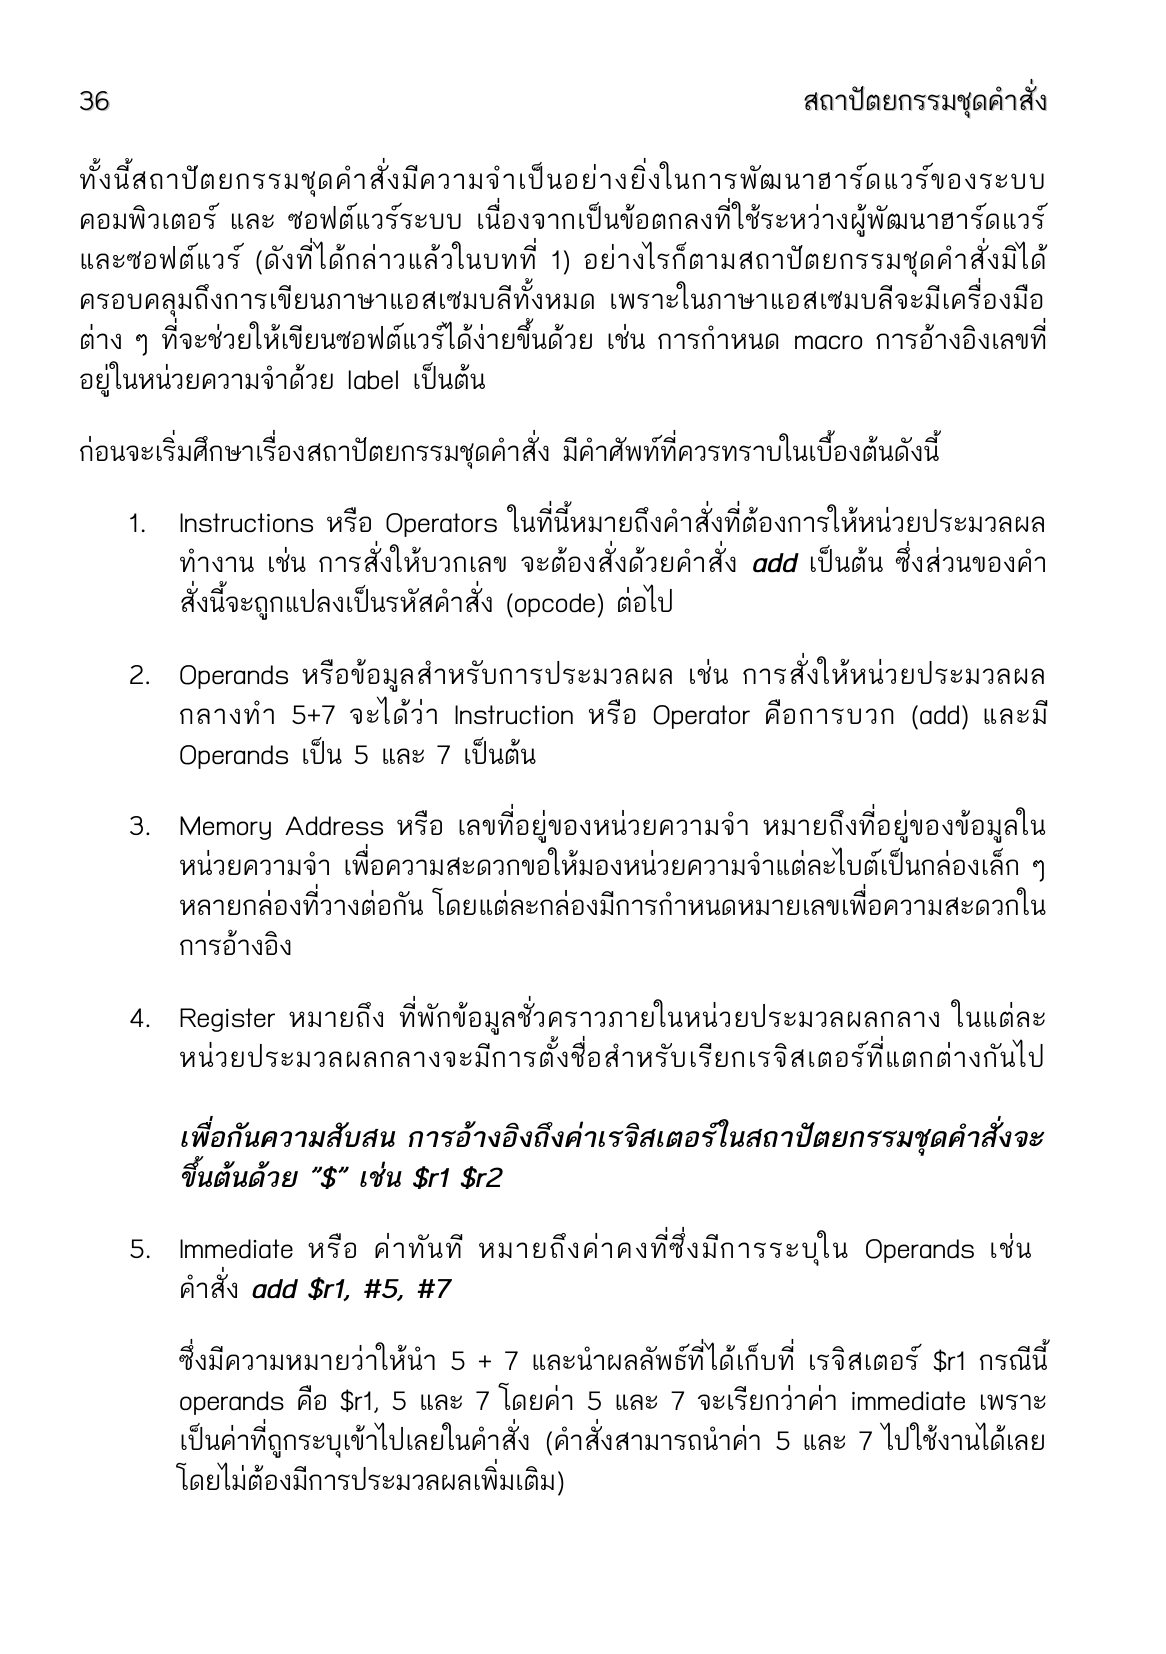 36 สถาปัตยกรรมชุดคำสั่ง
ทั้งนี้สถาปัตยกรรมชุดคำสั่งมีความจำเป็นอย่างยิ่งในการพัฒนาฮาร์ดแวร์ของระบบ
คอมพิวเตอร์ และ ซอฟต์แวร์ระบบ เนื่องจากเป็นข้อตกลงที่ใช้ระหว่างผู้พัฒนาฮาร์ดแวร์
และซอฟต์แวร์ (ดังที่ได้กล่าวแล้วในบทที่ 1) อย่างไรก็ตามสถาปัตยกรรมชุดคำสั่งมิได้
ครอบคลุมถึงการเขียนภาษาแอสเซมบลีทั้งหมด เพราะในภาษาแอสเซมบลีจะมีเครื่องมือ
ต่าง ๆ ที่จะช่วยให้เขียนซอฟต์แวร์ได้ง่ายขึ้นด้วย เช่น การกำหนด macro การอ้างอิงเลขที่
อยู่ในหน่วยความจำด้วย label เป็นต้น
ก่อนจะเริ่มศึกษาเรื่องสถาปัตยกรรมชุดคำสั่ง มีคำศัพท์ที่ควรทราบในเบื้องต้นดังนี้
1. Instructions หรือ Operators ในที่นี้หมายถึงคำสั่งที่ต้องการให้หน่วยประมวลผล
ทำงาน เช่น การสั่งให้บวกเลข จะต้องสั่งด้วยคำสั่ง add เป็นต้น ซึ่งส่วนของคำ
สั่งนี้จะถูกแปลงเป็นรหัสคำสั่ง (opcode) ต่อไป
2. Operands หรือข้อมูลสำหรับการประมวลผล เช่น การสั่งให้หน่วยประมวลผล
กลางทำ 5+7 จะได้ว่า Instruction หรือ Operator คือการบวก (add) และมี
Operands เป็น 5 และ 7 เป็นต้น
3. Memory Address หรือ เลขที่อยู่ของหน่วยความจำ หมายถึงที่อยู่ของข้อมูลใน
หน่วยความจำ เพื่อความสะดวกขอให้มองหน่วยความจำแต่ละไบต์เป็นกล่องเล็ก ๆ
หลายกล่องที่วางต่อกัน โดยแต่ละกล่องมีการกำหนดหมายเลขเพื่อความสะดวกใน
การอ้างอิง
4. Register หมายถึง ที่พักข้อมูลชั่วคราวภายในหน่วยประมวลผลกลาง ในแต่ละ
หน่วยประมวลผลกลางจะมีการตั้งชื่อสำหรับเรียกเรจิสเตอร์ที่แตกต่างกันไป
เพื่อกันความสับสน การอ้างอิงถึงค่าเรจิสเตอร์ในสถาปัตยกรรมชุดคำสั่งจะ
ขึ้นต้นด้วย "$" เช่น $r1 $r2
5. Immediate หรือ ค่าทันที หมายถึงค่าคงที่ซึ่งมีการระบุใน Operands เช่น
คำสั่ง add $r1, #5, #7
ซึ่งมีความหมายว่าให้นำ 5 + 7 และนำผลลัพธ์ที่ได้เก็บที่ เรจิสเตอร์ $r1 กรณีนี้
operands คือ $r1, 5 และ 7 โดยค่า 5 และ 7 จะเรียกว่าค่า immediate เพราะ
เป็นค่าที่ถูกระบุเข้าไปเลยในคำสั่ง (คำสั่งสามารถนำค่า 5 และ 7 ไปใช้งานได้เลย
โดยไม่ต้องมีการประมวลผลเพิ่มเติม)